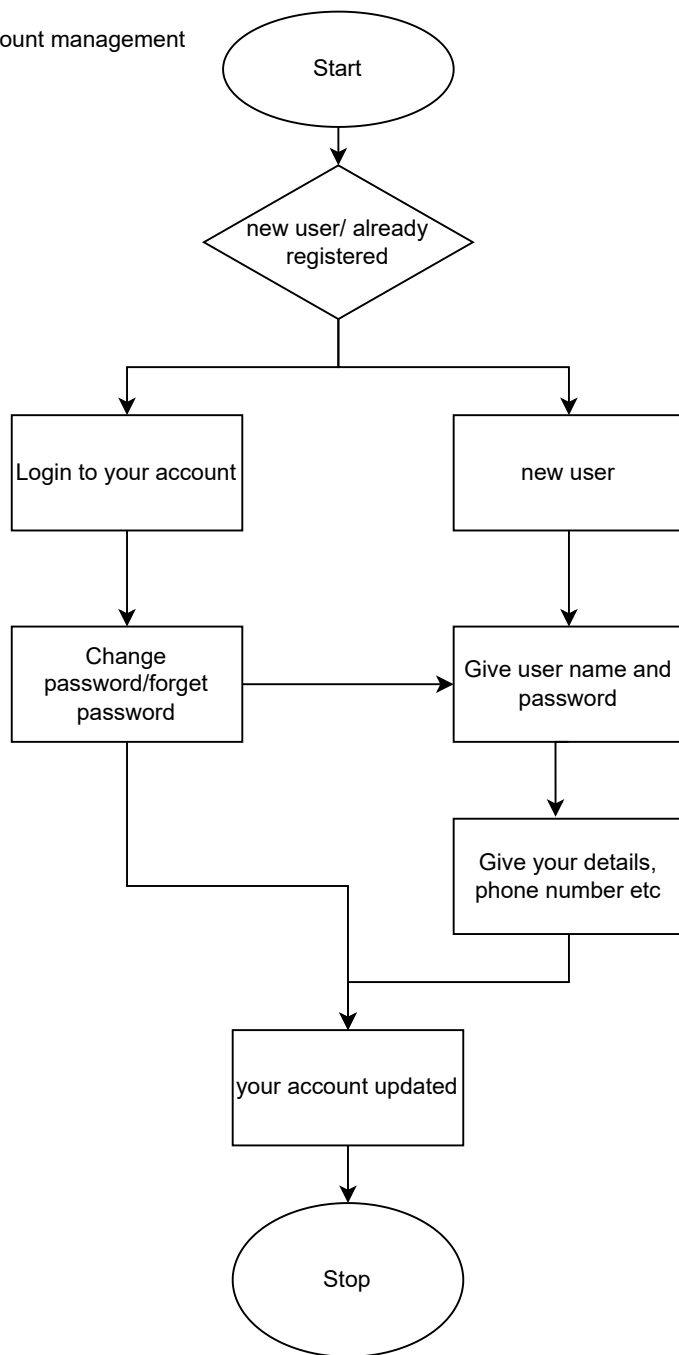 ount management
Start
new user/ already
registered
Login to your account
new user
Change
password/forget
password
Give user name and
password
Give your details,
phone number etc
your account updated
Stop